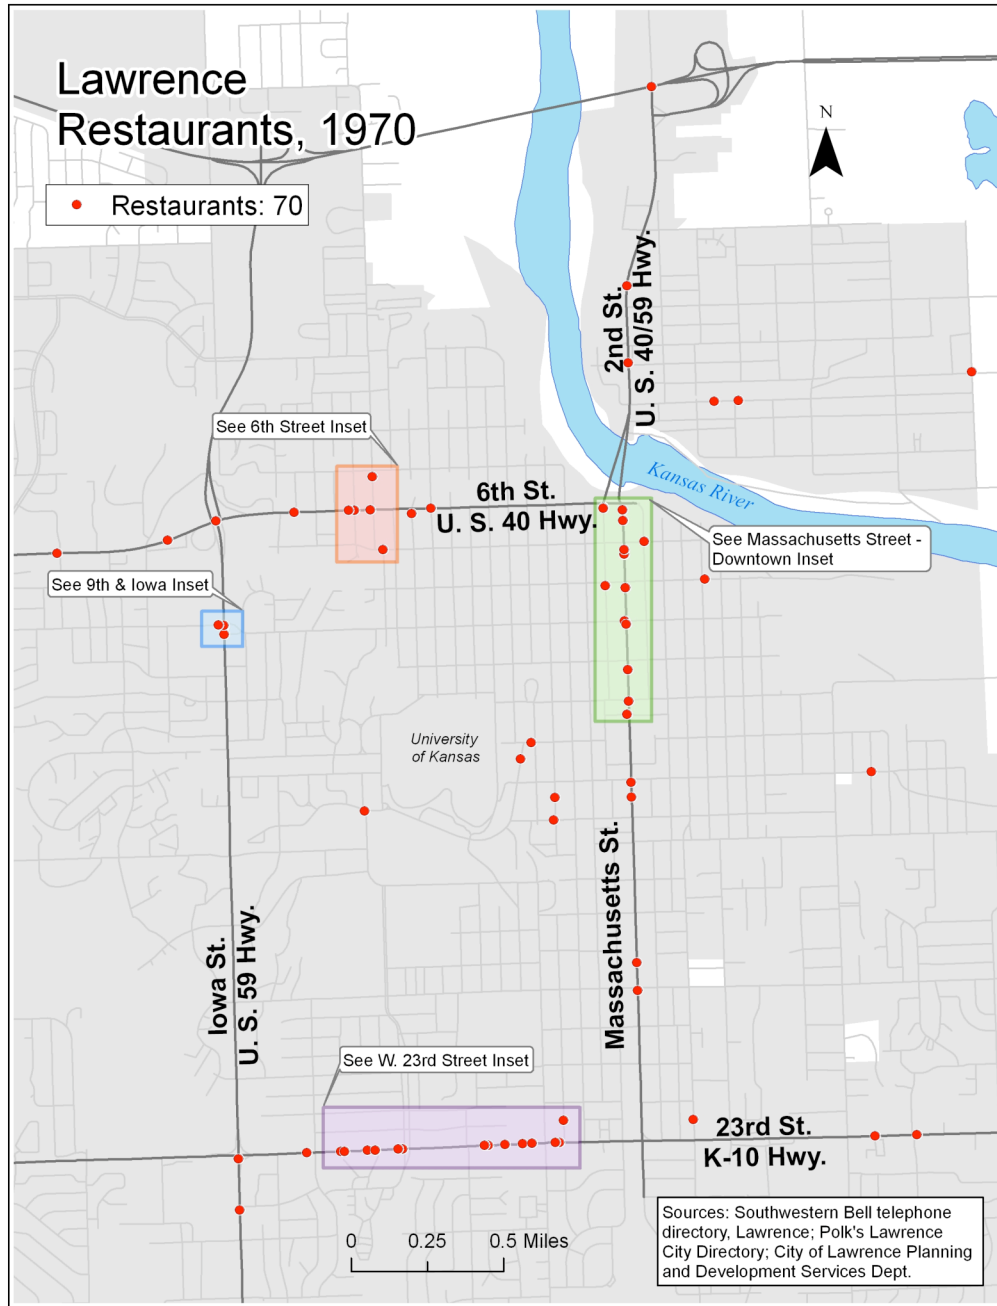 Lawrence
Restaurants, 1970
Restaurants: 70
N
2nd St.
U. S. 40/59 Hwy.
See 6th Street Inset
6th St.
U. S. 40 Hwy.
Kansas River
See Massachusetts Street -
Downtown Inset
See 9th & Iowa Inset
University
of Kansas
Massachusetts St.
Iowa St.
U. S. 59 Hwy.
See W. 23rd Street Inset
23rd St.
K-10 Hwy.
0 0.25 0.5 Miles
Sources: Southwestern Bell telephone
directory, Lawrence; Polk's Lawrence
City Directory; City of Lawrence Planning
and Development Services Dept.